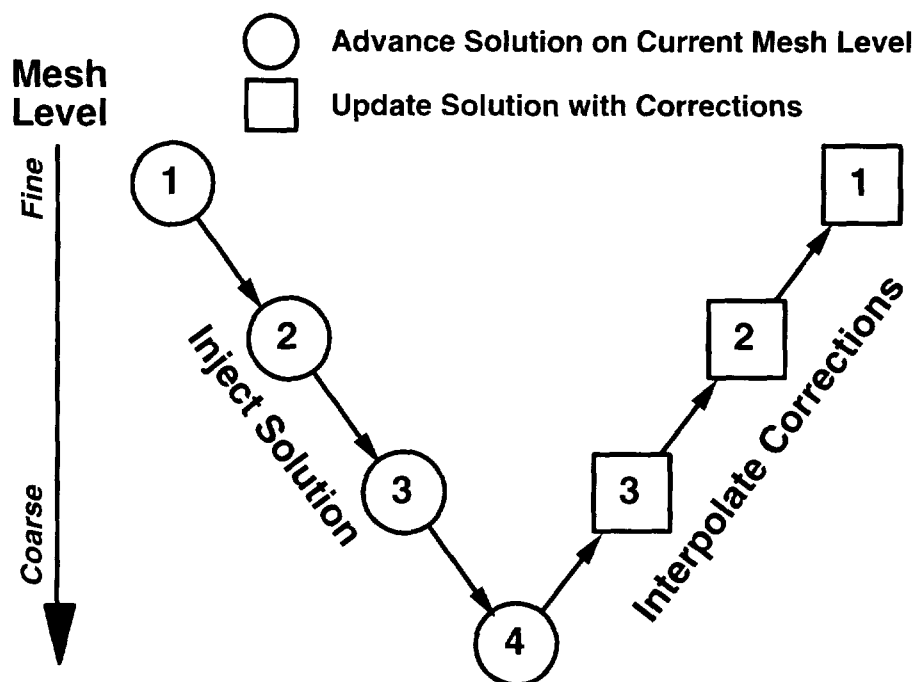 Advance Solution on Current Mesh Level
Update Solution with Corrections
Mesh
Level
Fine
Coarse
1
2
3
4
3
2
1
Inject Solution
Interpolate Corrections